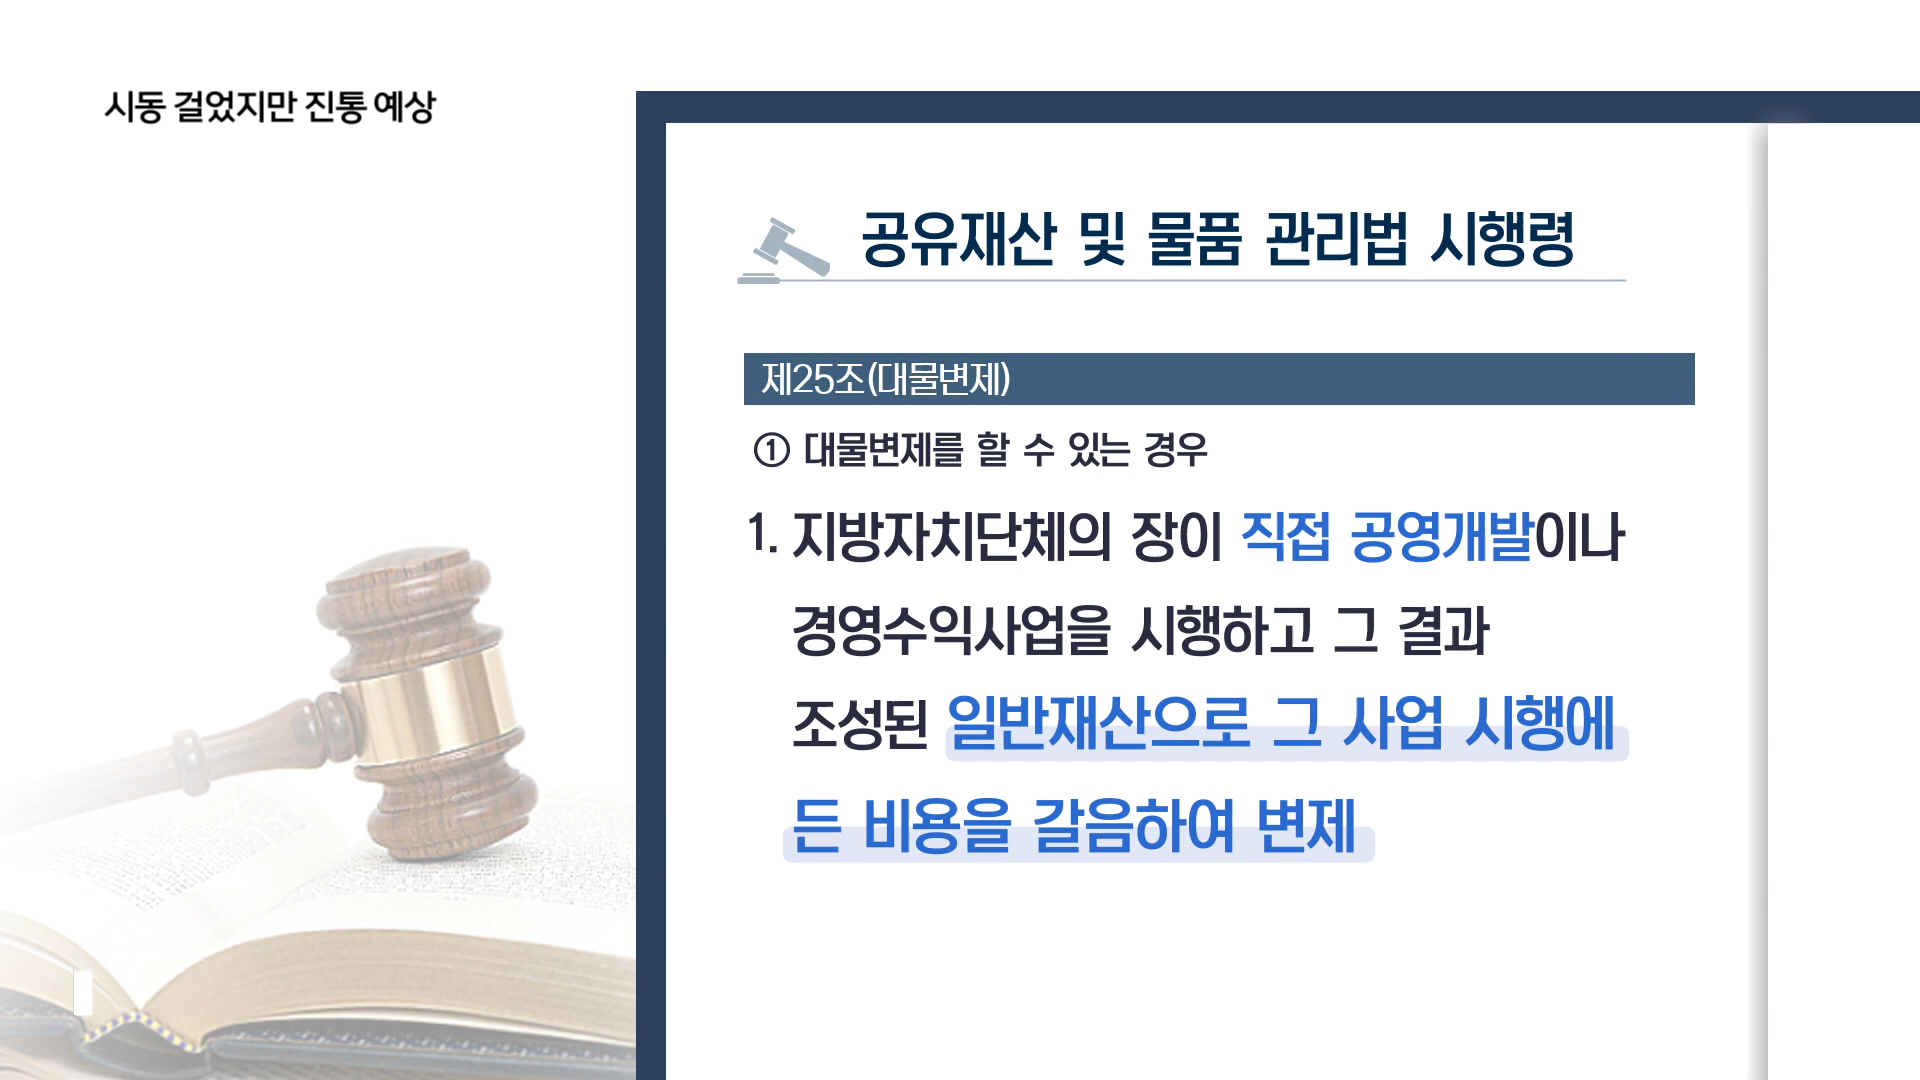 시동 걸었지만 진통 예상
공유재산 및 물품 관리법 시행령
제25조(대물변제)
① 대물변제를 할 수 있는 경우
1. 지방자치단체의 장이 직접 공영개발이나
경영수익사업을 시행하고 그 결과
조성된 일반재산으로 그 사업 시행에
든 비용을 갈음하여 변제